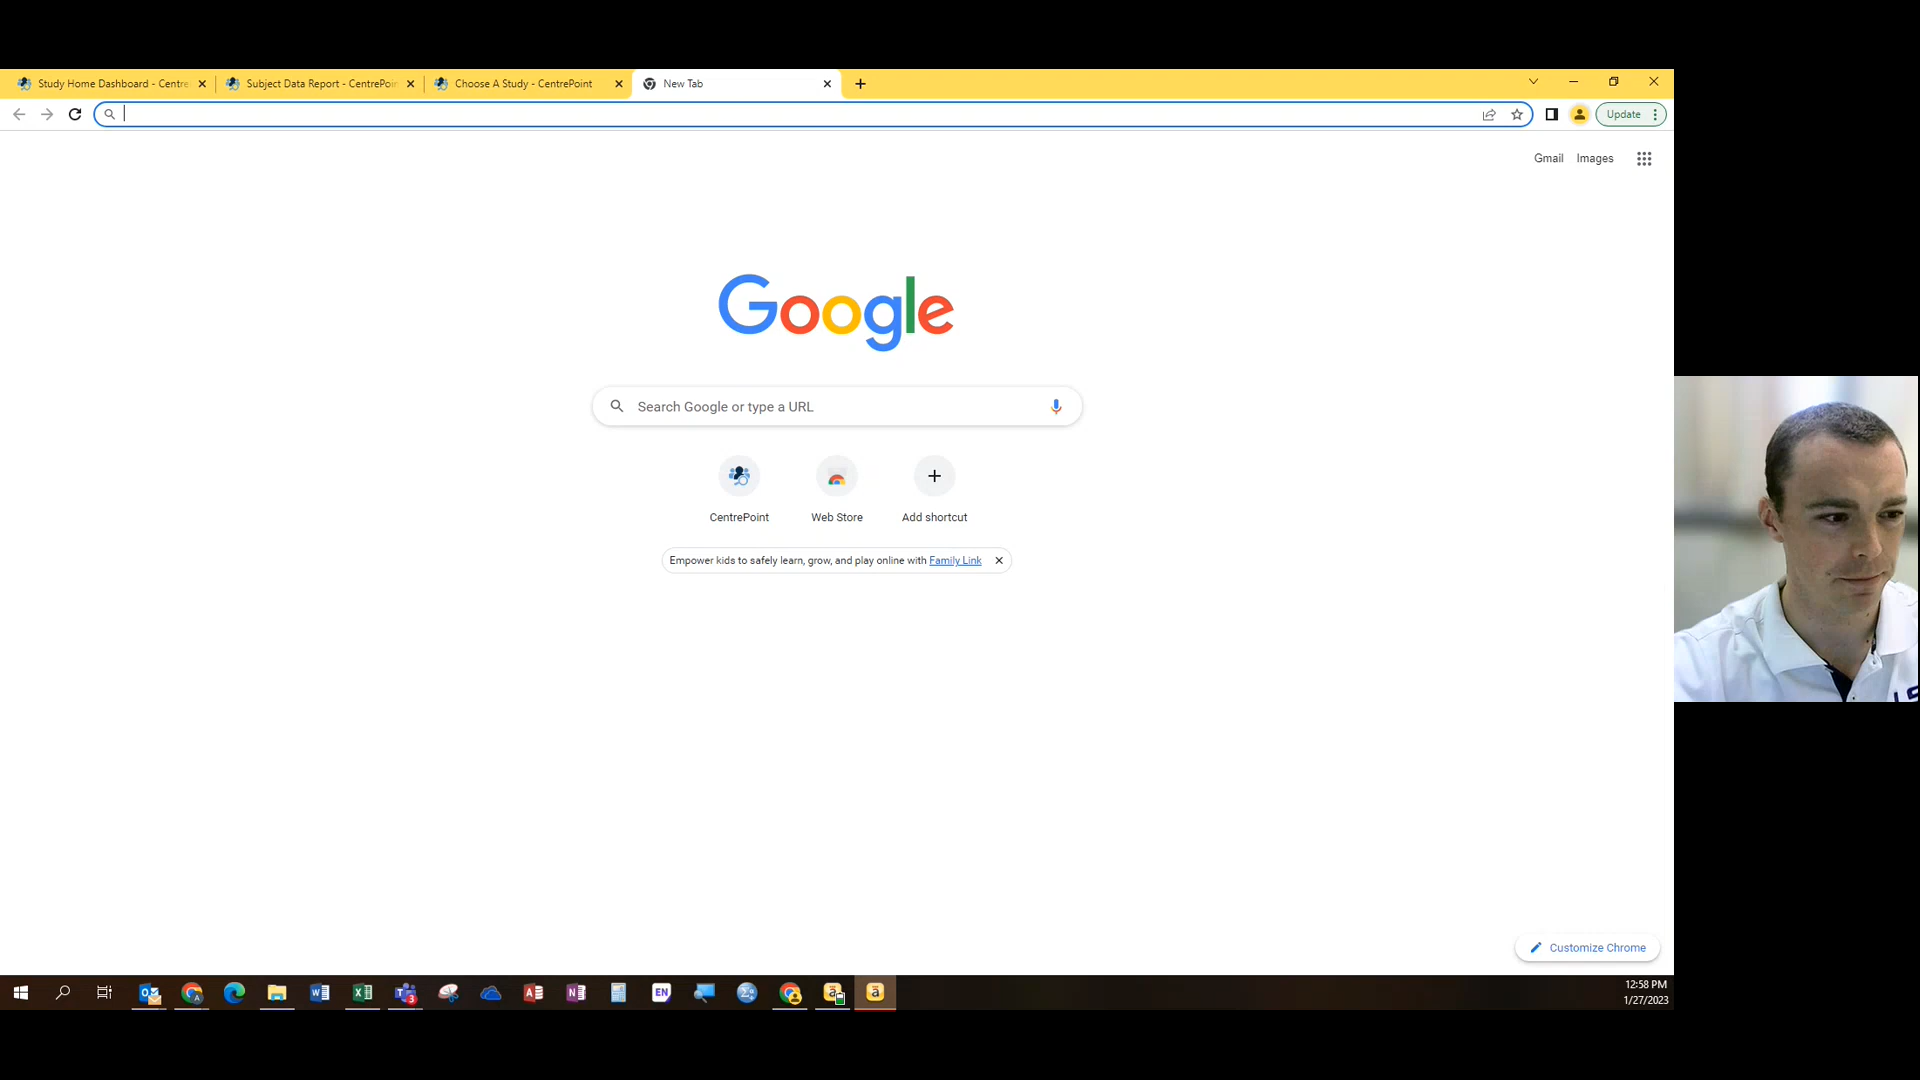 Study Home Dashboard - Centre
Subject Data Report - CentrePoin
Choose A Study - CentrePoint
New Tab
Update
Gmail
Images
Google
Search Google or type a URL
CentrePoint
Web Store
Add shortcut
Empower kids to safely learn, grow, and play online with Family Link
Customize Chrome
EN
3
12:58 PM
1/27/2023